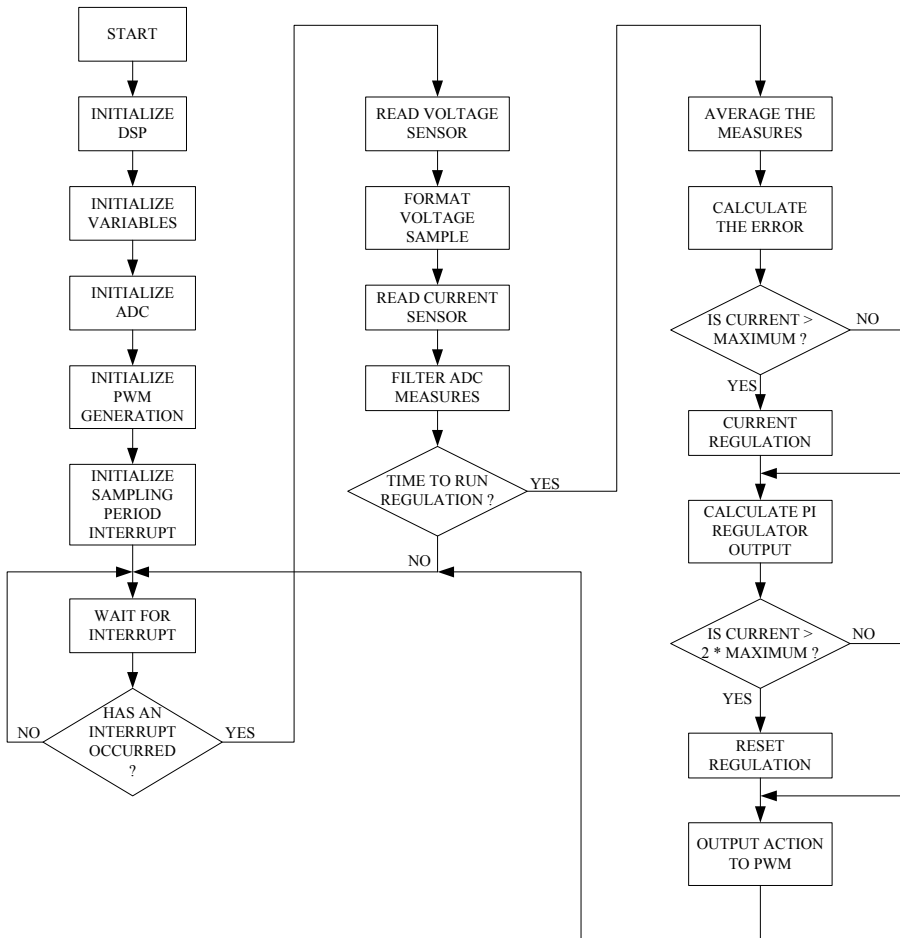 START
INITIALIZE
DSP
INITIALIZE
VARIABLES
INITIALIZE
ADC
INITIALIZE
PWM
GENERATION
INITIALIZE
SAMPLING
PERIOD
INTERRUPT
WAIT FOR
INTERRUPT
HAS AN
INTERRUPT
OCCURRED
?
NO
YES
READ VOLTAGE
SENSOR
FORMAT
VOLTAGE
SAMPLE
READ CURRENT
SENSOR
FILTER ADC
MEASURES
TIME TO RUN
REGULATION ?
YES
NO
AVERAGE THE
MEASURES
CALCULATE
THE ERROR
IS CURRENT >
MAXIMUM ?
NO
YES
CURRENT
REGULATION
CALCULATE PI
REGULATOR
OUTPUT
IS CURRENT >
2 * MAXIMUM ?
NO
YES
RESET
REGULATION
OUTPUT ACTION
TO PWM